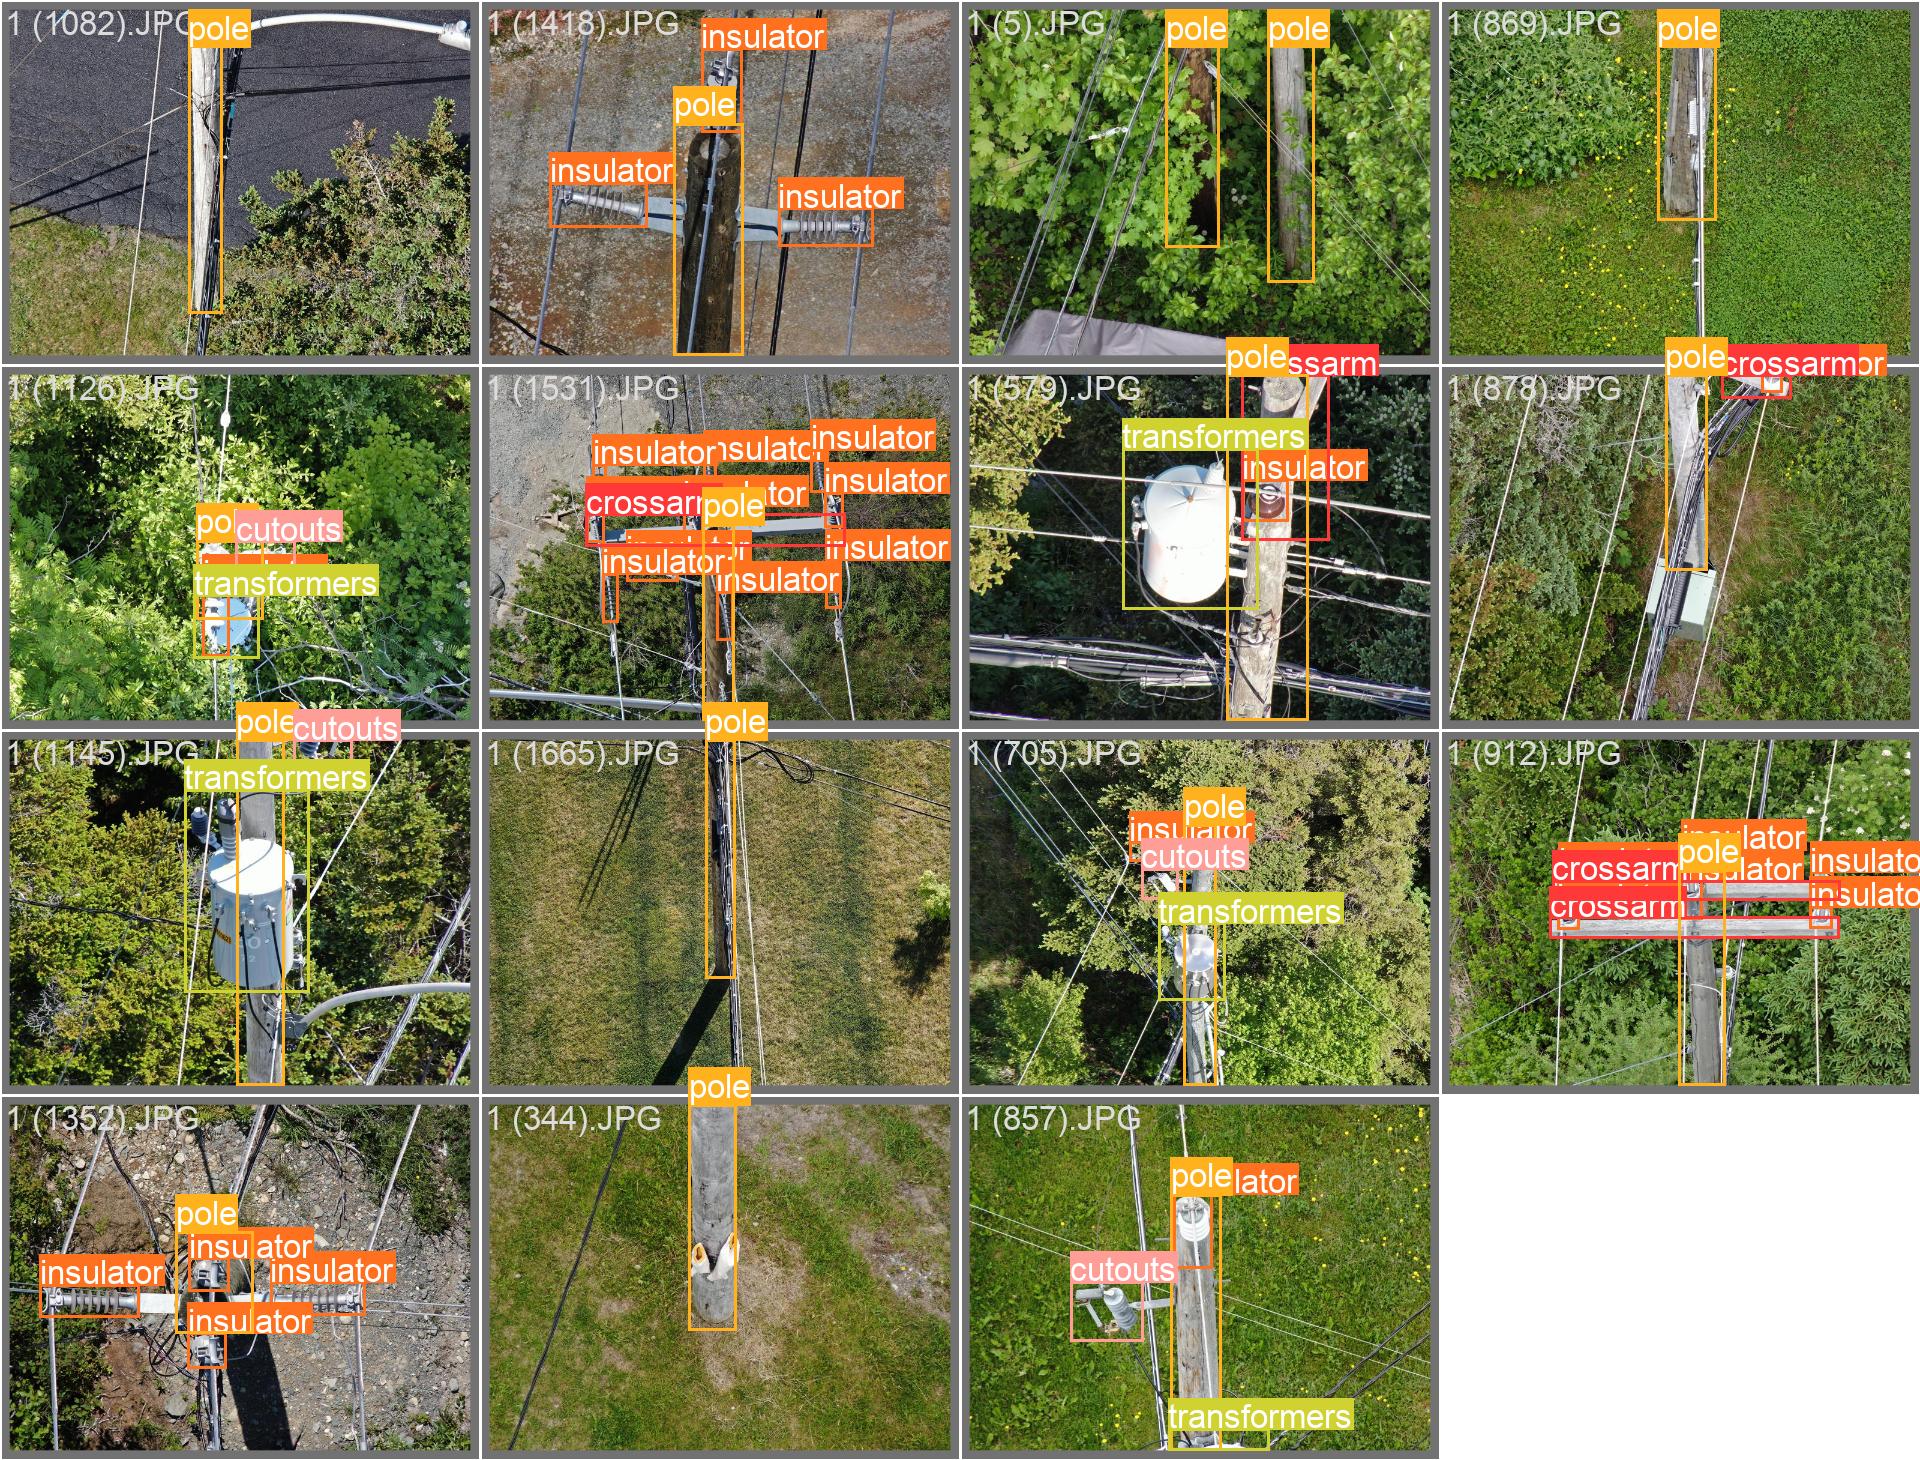 1 (1082).JPG
pole
1 (1418).JPG
insulator
pole
insulator
insulator
1 (5).JPG
pole
pole
1 (869).JPG
pole
1 (1126).JPG
cutouts
transformers
1 (1531).JPG
insulator
insulator
insulator
pole
insulator
insulator
insulator
1 (579).JPG
pole
transformers
insulator
1 (878).JPG
pole
crossarm
1 (1145).JPG
pole
cutouts
transformers
1 (1665).JPG
pole
1 (705).JPG
pole
insulator
cutouts
transformers
1 (912).JPG
pole
crossarm
crossarm
1 (1352).JPG
pole
insulator
insulator
insulator
insulator
1 (344).JPG
pole
1 (857).JPG
pole
cutouts
transformers